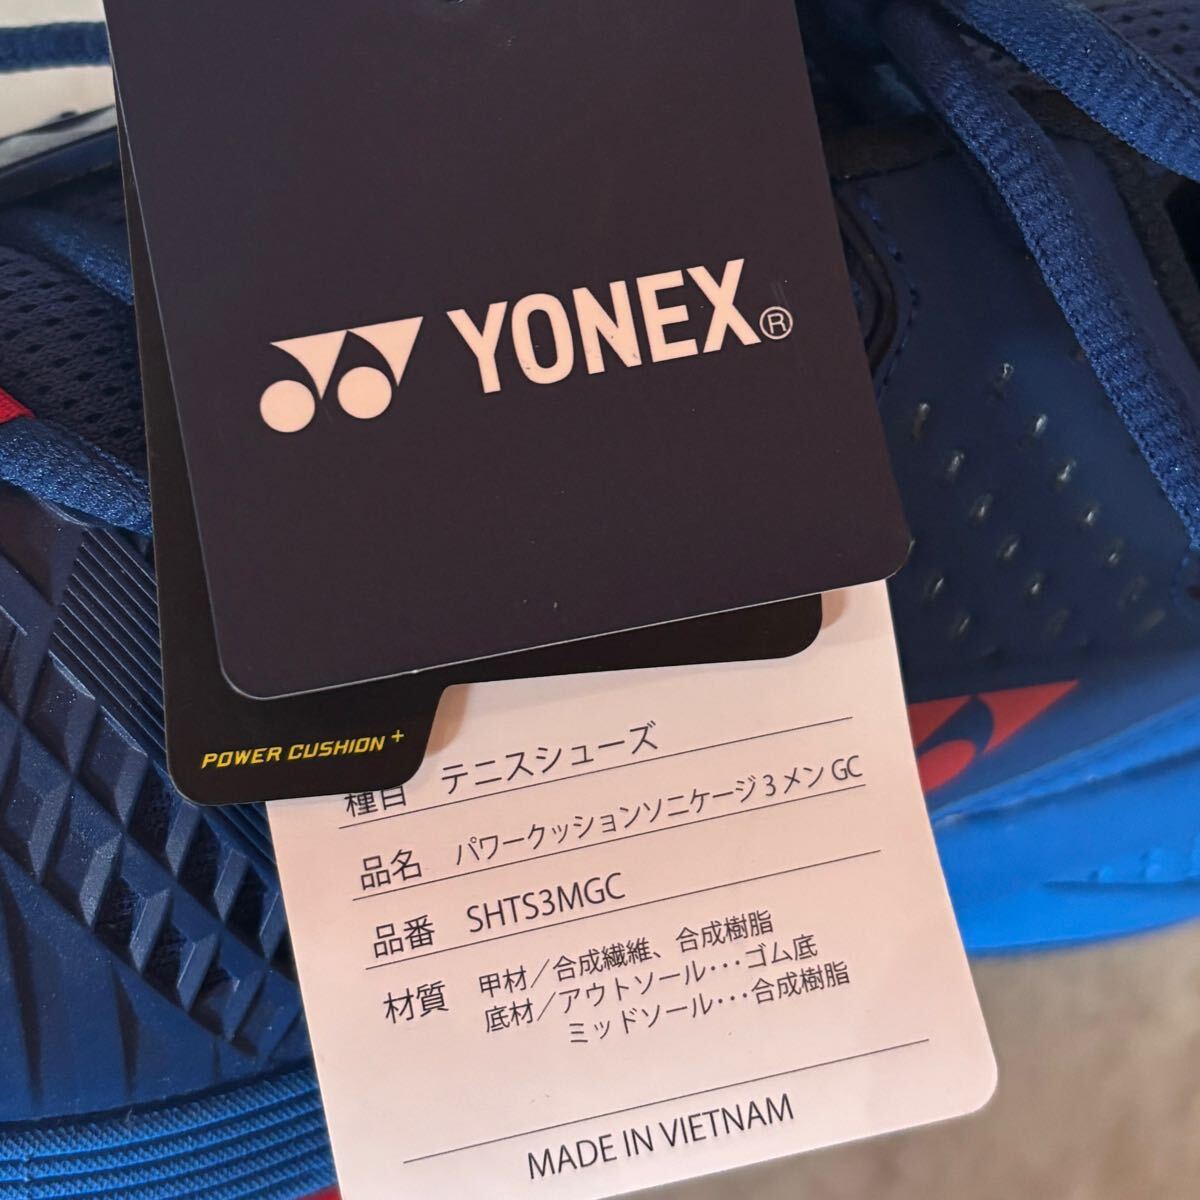 YONEX®
POWER CUSHION +
種目 テニスシューズ
品名 パワークッションソニケージ3メンGC
品番 SHTS3MGC
材質 甲材／合成繊維、合成樹脂
底材／アウトソール・・・ゴム底
ミッドソール・・・合成樹脂
MADE IN VIETNAM